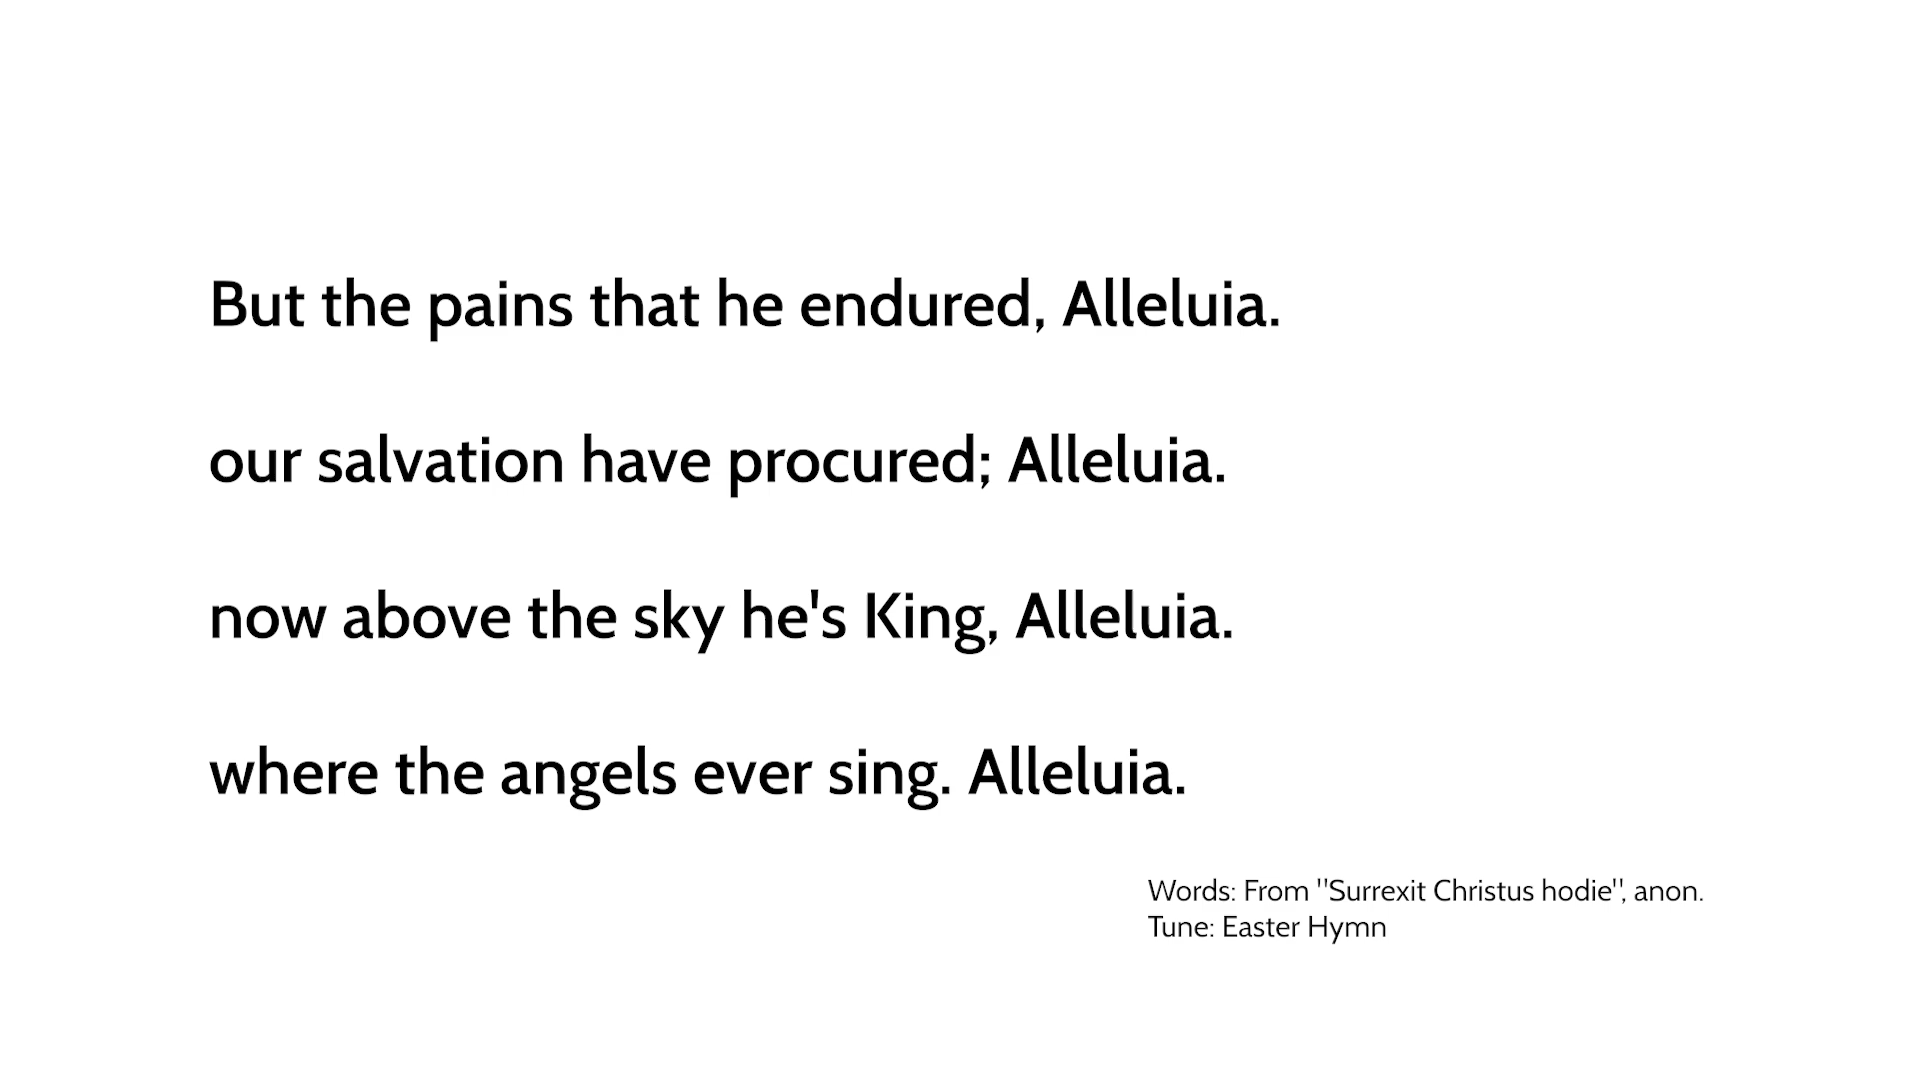 But the pains that he endured, Alleluia.
our salvation have procured; Alleluia.
now above the sky he's King, Alleluia.
where the angels ever sing. Alleluia.
Words: From "Surrexit Christus hodie", anon.
Tune: Easter Hymn